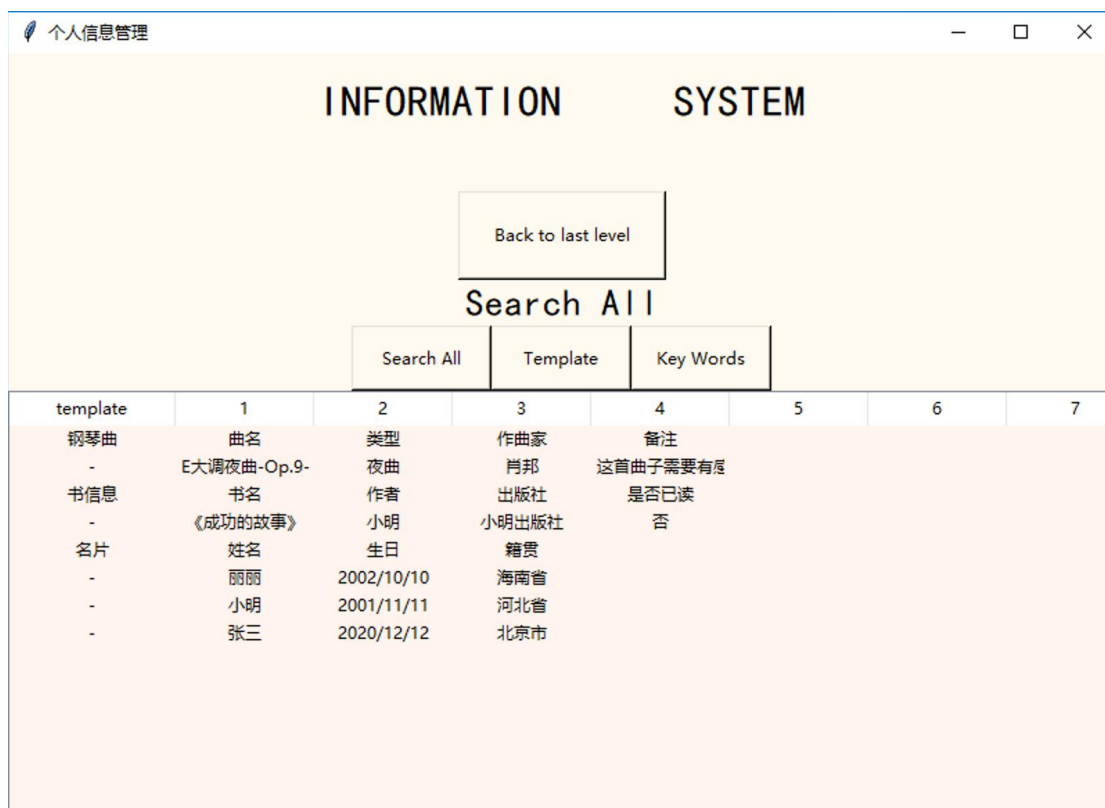 个人信息管理
INFORMATION SYSTEM
Back to last level
Search All
Search All Template Key Words
template 1 2 3 4 5 6 7
钢琴曲 曲名 类型 作曲家 备注
- E大调夜曲-Op.9- 夜曲 肖邦 这首曲子需要有感
书信息 书名 作者 出版社 是否已读
- 《成功的故事》 小明 小明出版社 否
名片 姓名 生日 籍贯
- 丽丽 2002/10/10 海南省
- 小明 2001/11/11 河北省
- 张三 2020/12/12 北京市